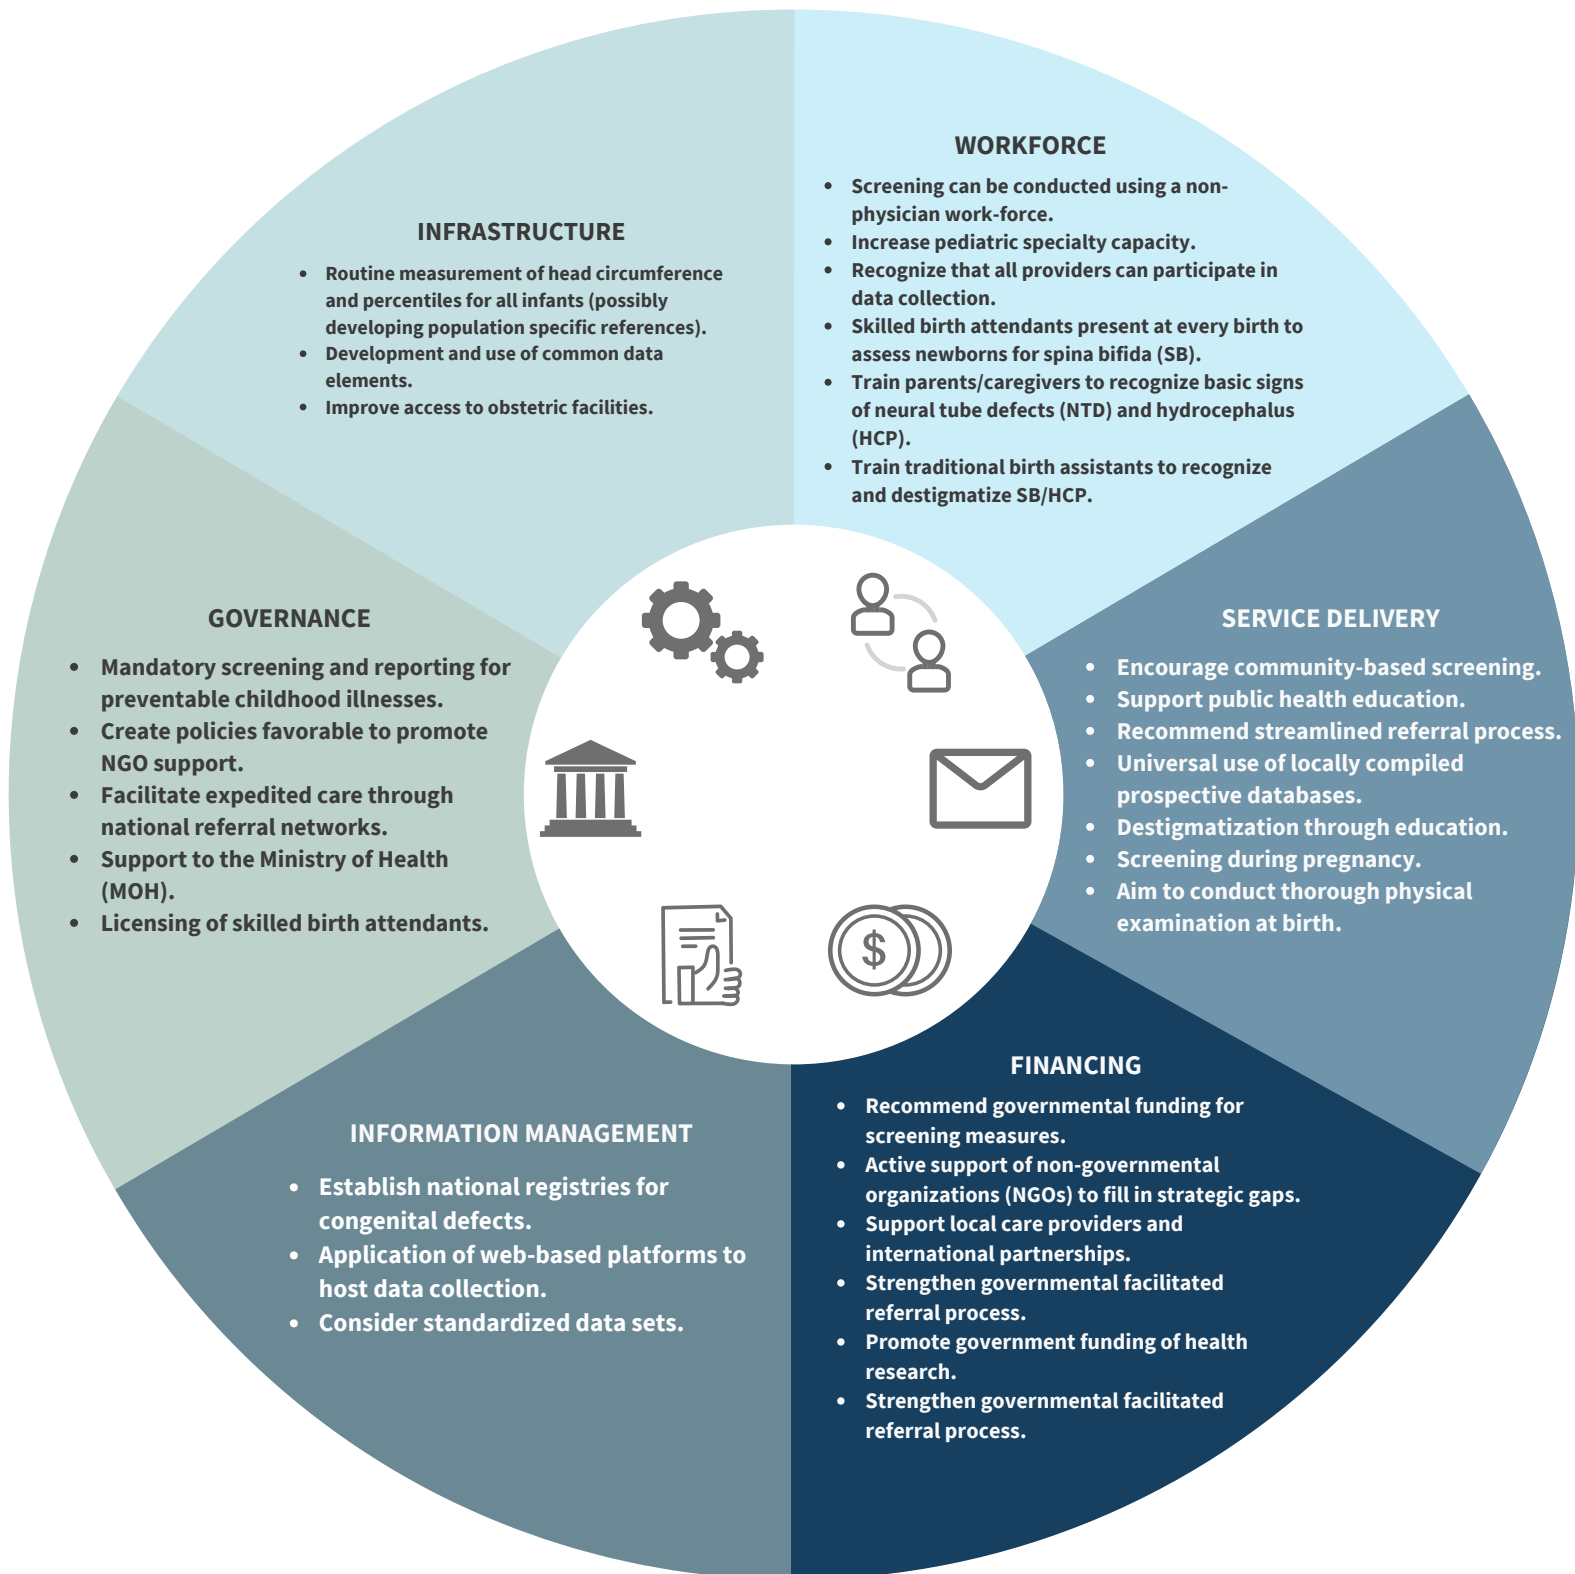 INFRASTRUCTURE
• Routine measurement of head circumference
and percentiles for all infants (possibly
developing population specific references).
• Development and use of common data
elements.
• Improve access to obstetric facilities.
WORKFORCE
• Screening can be conducted using a non-
physician work-force.
• Increase pediatric specialty capacity.
• Recognize that all providers can participate in
data collection.
• Skilled birth attendants present at every birth to
assess newborns for spina bifida (SB).
• Train parents/caregivers to recognize basic signs
of neural tube defects (NTD) and hydrocephalus
(HCP).
• Train traditional birth assistants to recognize
and destigmatize SB/HCP.
GOVERNANCE
• Mandatory screening and reporting for
preventable childhood illnesses.
• Create policies favorable to promote
NGO support.
• Facilitate expedited care through
national referral networks.
• Support to the Ministry of Health
(MOH).
• Licensing of skilled birth attendants.
SERVICE DELIVERY
• Encourage community-based screening.
• Support public health education.
• Recommend streamlined referral process.
• Universal use of locally compiled
prospective databases.
• Destigmatization through education.
• Screening during pregnancy.
• Aim to conduct thorough physical
examination at birth.
$
INFORMATION MANAGEMENT
• Establish national registries for
congenital defects.
• Application of web-based platforms to
host data collection.
• Consider standardized data sets.
FINANCING
• Recommend governmental funding for
screening measures.
• Active support of non-governmental
organizations (NGOs) to fill in strategic gaps.
• Support local care providers and
international partnerships.
• Strengthen governmental facilitated
referral process.
• Promote government funding of health
research.
• Strengthen governmental facilitated
referral process.